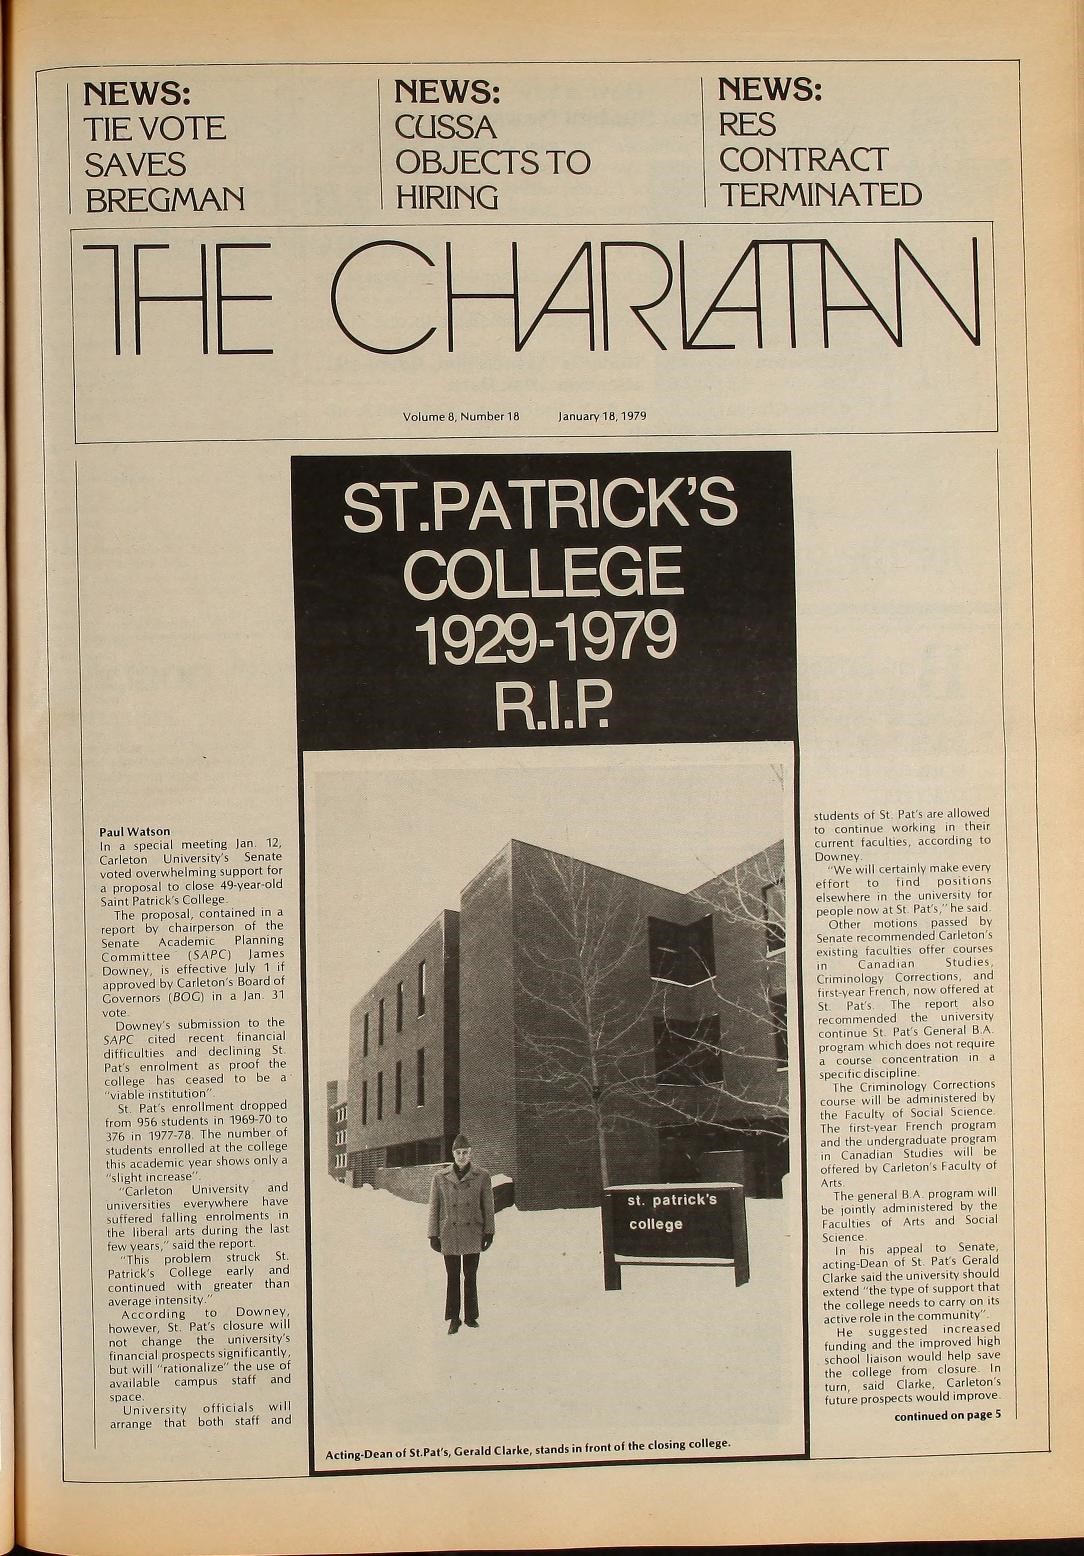 NEWS:
TIE VOTE
SAVES
BREGMAN
NEWS:
CUSSA
OBJECTS TO
HIRING
NEWS:
RES
CONTRACT
TERMINATED
THE CHARLATAN
Volume 8, Number 18 January 18, 1979
ST.PATRICK'S
COLLEGE
1929-1979
R.I.P.
Paul Watson
In a special meeting Jan. 12,
Carleton University's Senate
voted overwhelming support for
a proposal to close 49-year-old
Saint Patrick's College.
The proposal, contained in a
report by chairperson of the
Senate Academic Planning
Committee (SAPC) James
Downey, is effective July 1 if
approved by Carleton's Board of
Governors (BOG) in a Jan. 31
vote.
Downey's submission to the
SAPC cited recent financial
difficulties and declining St.
Pat's enrolment as proof the
college has ceased to be a
"viable institution".
St. Pat's enrollment dropped
from 956 students in 1969-70 to
376 in 1977-78. The number of
students enrolled at the college
this academic year shows only a
"slight increase".
"Carleton University and
universities everywhere have
suffered falling enrolments in
the liberal arts during the last
few years," said the report.
"This problem struck St.
Patrick's College early and
continued with greater than
average intensity."
According to Downey,
however, St. Pat's closure will
not change the university's
financial prospects significantly,
but will "rationalize" the use of
available campus staff and
space.
University officials will
arrange that both staff and
st. patrick's
college
Acting-Dean of St.Pat's, Gerald Clarke, stands in front of the closing college.
students of St. Pat's are allowed
to continue working in their
current faculties, according to
Downey.
"We will certainly make every
effort to find positions
elsewhere in the university for
people now at St. Pat's," he said.
Other motions passed by
Senate recommended Carleton's
existing faculties offer courses
in Canadian Studies,
Criminology Corrections, and
first-year French, now offered at
St. Pat's. The report also
recommended the university
continue St. Pat's General B.A.
program which does not require
a course concentration in a
specific discipline.
The Criminology Corrections
course will be administered by
the Faculty of Social Science.
The first-year French program
and the undergraduate program
in Canadian Studies will be
offered by Carleton's Faculty of
Arts.
The general B.A. program will
be jointly administered by the
Faculties of Arts and Social
Science.
In his appeal to Senate,
acting-Dean of St. Pat's Gerald
Clarke said the university should
extend "the type of support that
the college needs to carry on its
active role in the community".
He suggested increased
funding and the improved high
school liaison would help save
the college from closure. In
turn, said Clarke, Carleton's
future prospects would improve.
continued on page 5